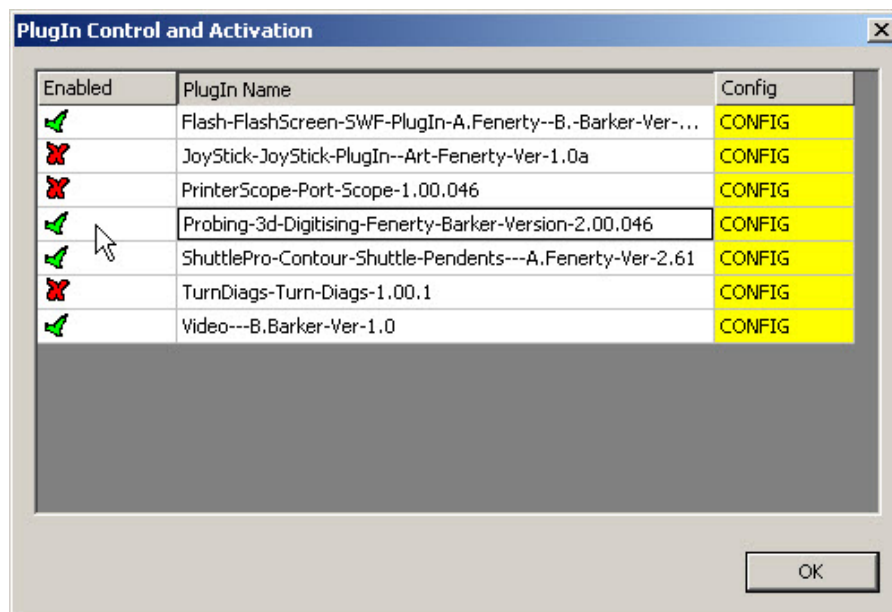 PlugIn Control and Activation
Enabled PlugIn Name Config
Flash-FlashScreen-SWF-PlugIn-A.Fenerty--B.-Barker-Ver-... CONFIG
JoyStick-JoyStick-PlugIn--Art-Fenerty-Ver-1.0a CONFIG
PrinterScope-Port-Scope-1.00.046 CONFIG
Probing-3d-Digitising-Fenerty-Barker-Version-2.00.046 CONFIG
ShuttlePro-Contour-Shuttle-Pendents---A.Fenerty-Ver-2.61 CONFIG
TurnDiags-Turn-Diags-1.00.1 CONFIG
Video---B.Barker-Ver-1.0 CONFIG
OK